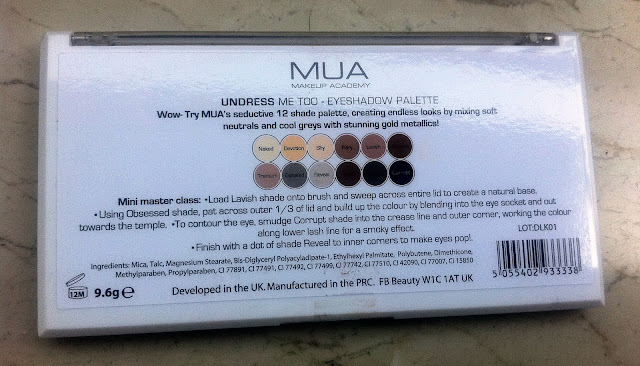 MUA
MAKEUP ACADEMY
UNDRESS ME TOO - EYESHADOW PALETTE
Wow- Try MUA's seductive 12 shade palette, creating endless looks by mixing soft
neutrals and cool greys with stunning gold metallics!
Naked Devotion Shy Fiery Lavish
Tranquil Reveal
Mini master class: •Load Lavish shade onto brush and sweep across entire lid to create a natural base.
•Using Obsessed shade, pat across outer 1/3 of lid and build up the colour by blending into the eye socket and out
towards the temple. •To contour the eye, smudge Corrupt shade into the crease line and outer corner, working the colour
along lower lash line for a smoky effect.
•Finish with a dot of shade Reveal to inner corners to make eyes pop!.
LOT:DLK01
Ingredients: Mica, Talc, Magnesium Stearate, Bis-Diglyceryl Polyacyladipate-1, Ethylhexyl Palmitate, Polybutene, Dimethicone,
Methylparaben, Propylparaben, CI 77891, CI 77491, CI 77492, CI 77499, CI 77742, CI 77510, CI 42090, CI 77007, CI 15850
5 055402 933338
12M 9.6g e
Developed in the UK. Manufactured in the PRC. FB Beauty W1C 1AT UK